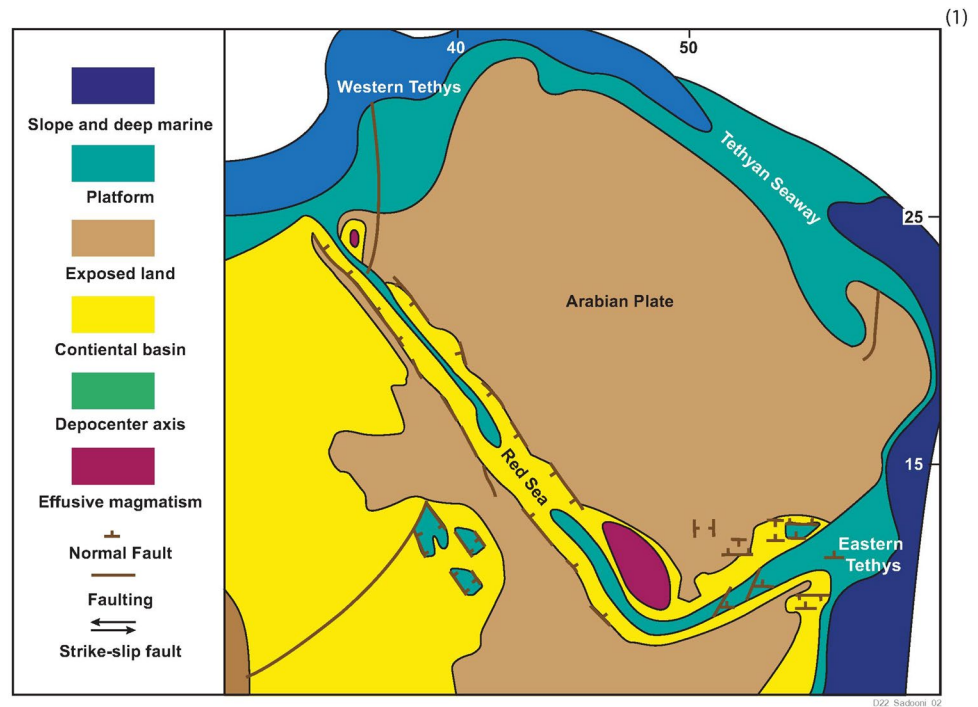 (1)
40
50
Western Tethys
Tethyan Seaway
25
Arabian Plate
15
Red Sea
Eastern
Tethys
Slope and deep marine
Platform
Exposed land
Contiental basin
Depocenter axis
Effusive magmatism
Normal Fault
Faulting
Strike-slip fault
D22 Sadooni 02